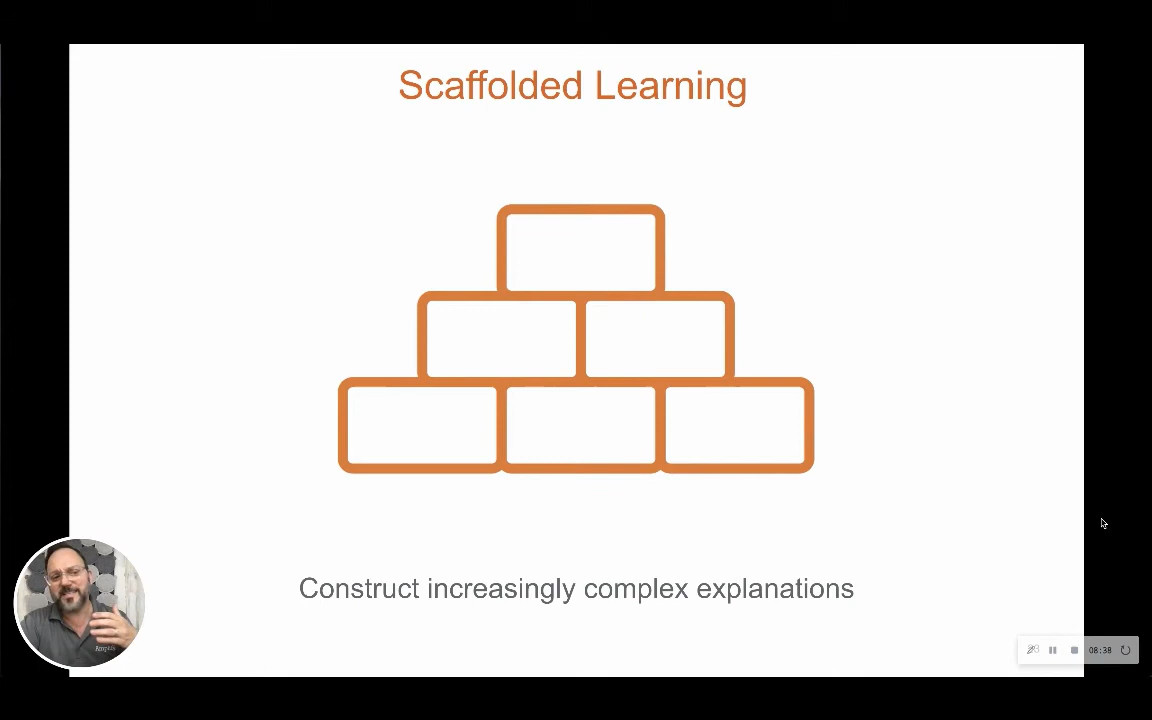 Scaffolded Learning
Construct increasingly complex explanations
08:38